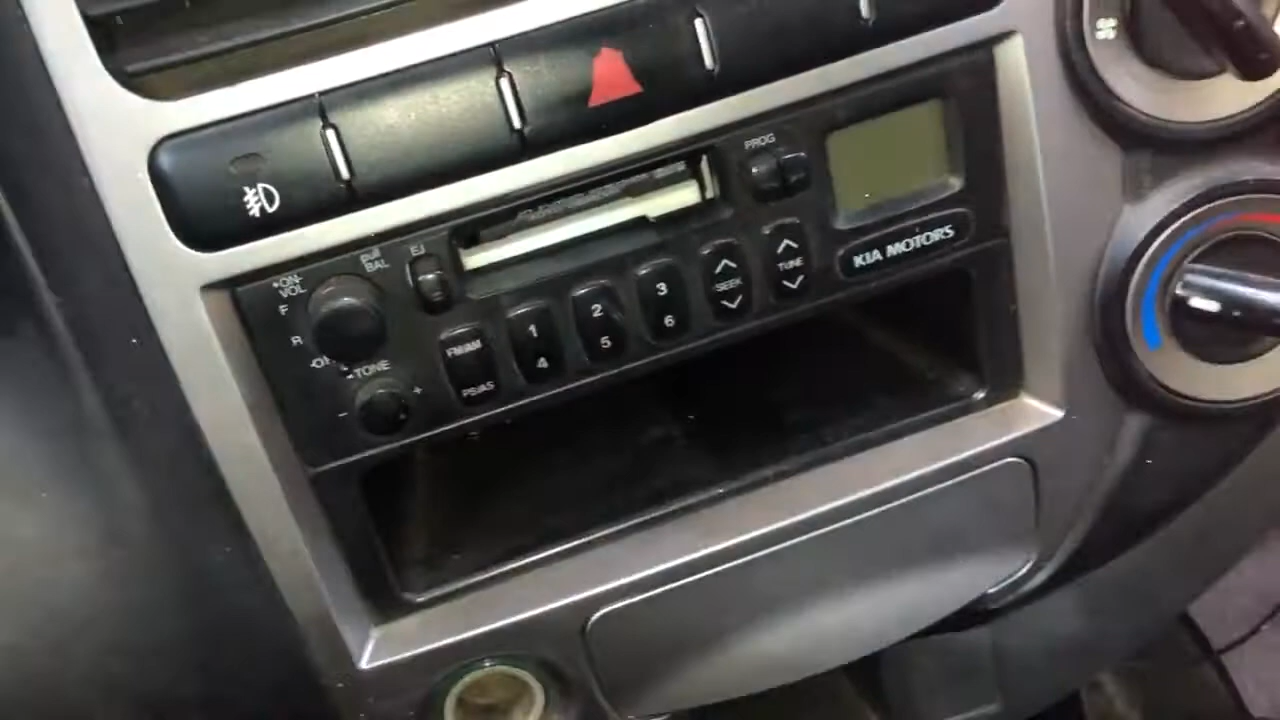 PROG
KIA MOTORS
pull
BAL
EJ
•ON-
VOL
F
R
TONE
-
+
FM/AM
PS/AS
1
4
2
5
3
6
SEEK
TUNE